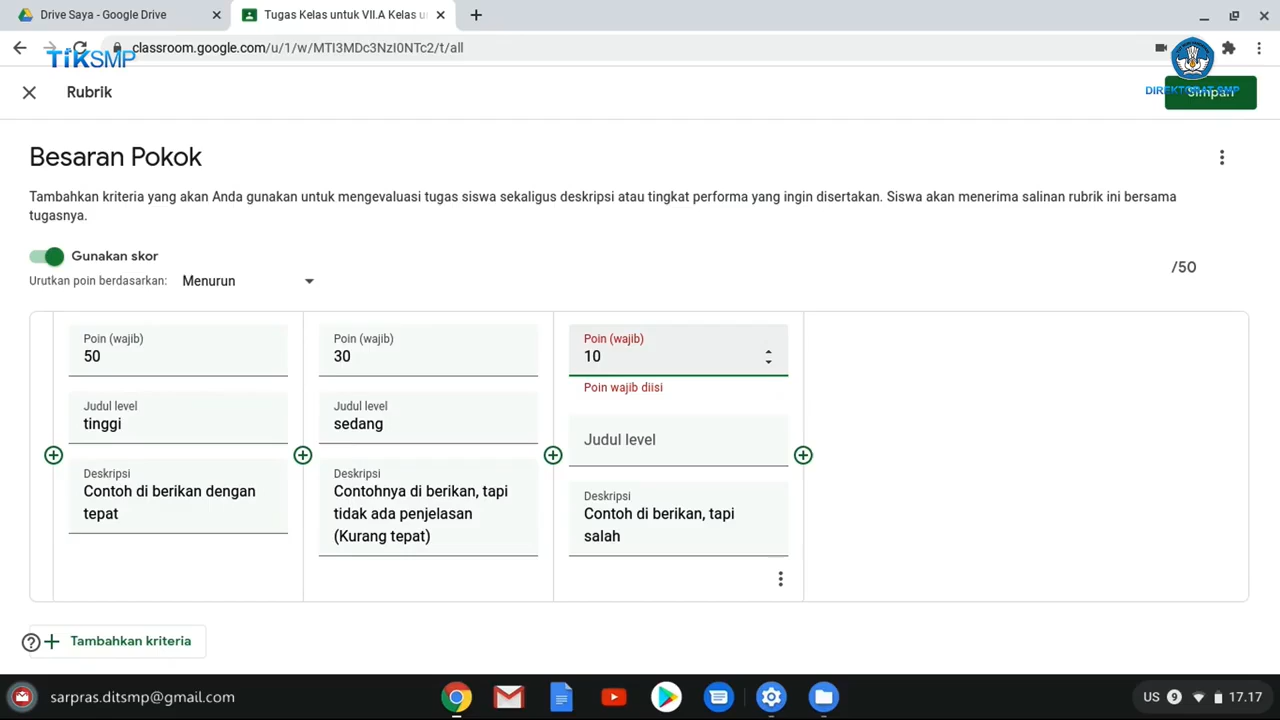 Drive Saya - Google Drive
Tugas Kelas untuk VII.A Kelas u
classroom.google.com/u/1/w/MTI3MDc3NzI0NTc2/t/all
TIKSMP
DIREKTORAT SMP
Rubrik
Simpan
Besaran Pokok
Tambahkan kriteria yang akan Anda gunakan untuk mengevaluasi tugas siswa sekaligus deskripsi atau tingkat performa yang ingin disertakan. Siswa akan menerima salinan rubrik ini bersama
tugasnya.
Gunakan skor
Urutkan poin berdasarkan: Menurun
/50
Poin (wajib)
50
Judul level
tinggi
Deskripsi
Contoh di berikan dengan
tepat
Poin (wajib)
30
Judul level
sedang
Deskripsi
Contohnya di berikan, tapi
tidak ada penjelasan
(Kurang tepat)
Poin (wajib)
10
Poin wajib diisi
Judul level
Deskripsi
Contoh di berikan, tapi
salah
Tambahkan kriteria
sarpras.ditsmp@gmail.com
US 9 17.17